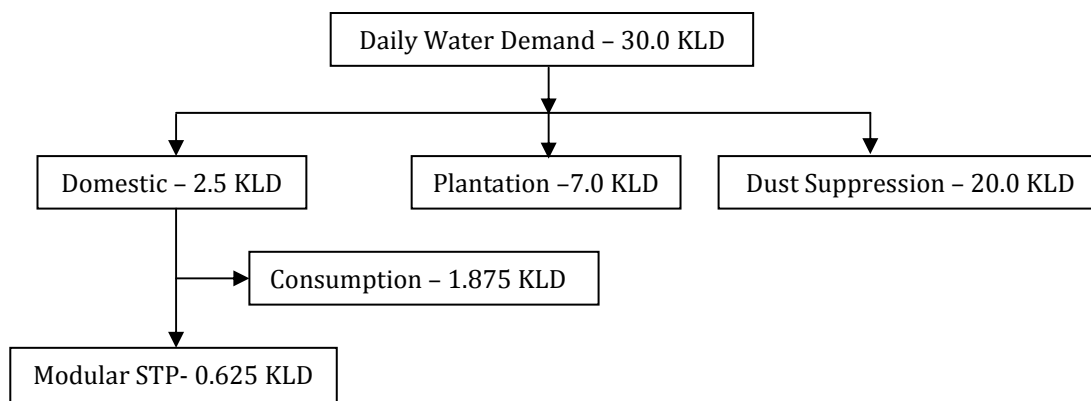 Daily Water Demand – 30.0 KLD
Domestic – 2.5 KLD
Plantation –7.0 KLD
Dust Suppression – 20.0 KLD
Consumption – 1.875 KLD
Modular STP- 0.625 KLD